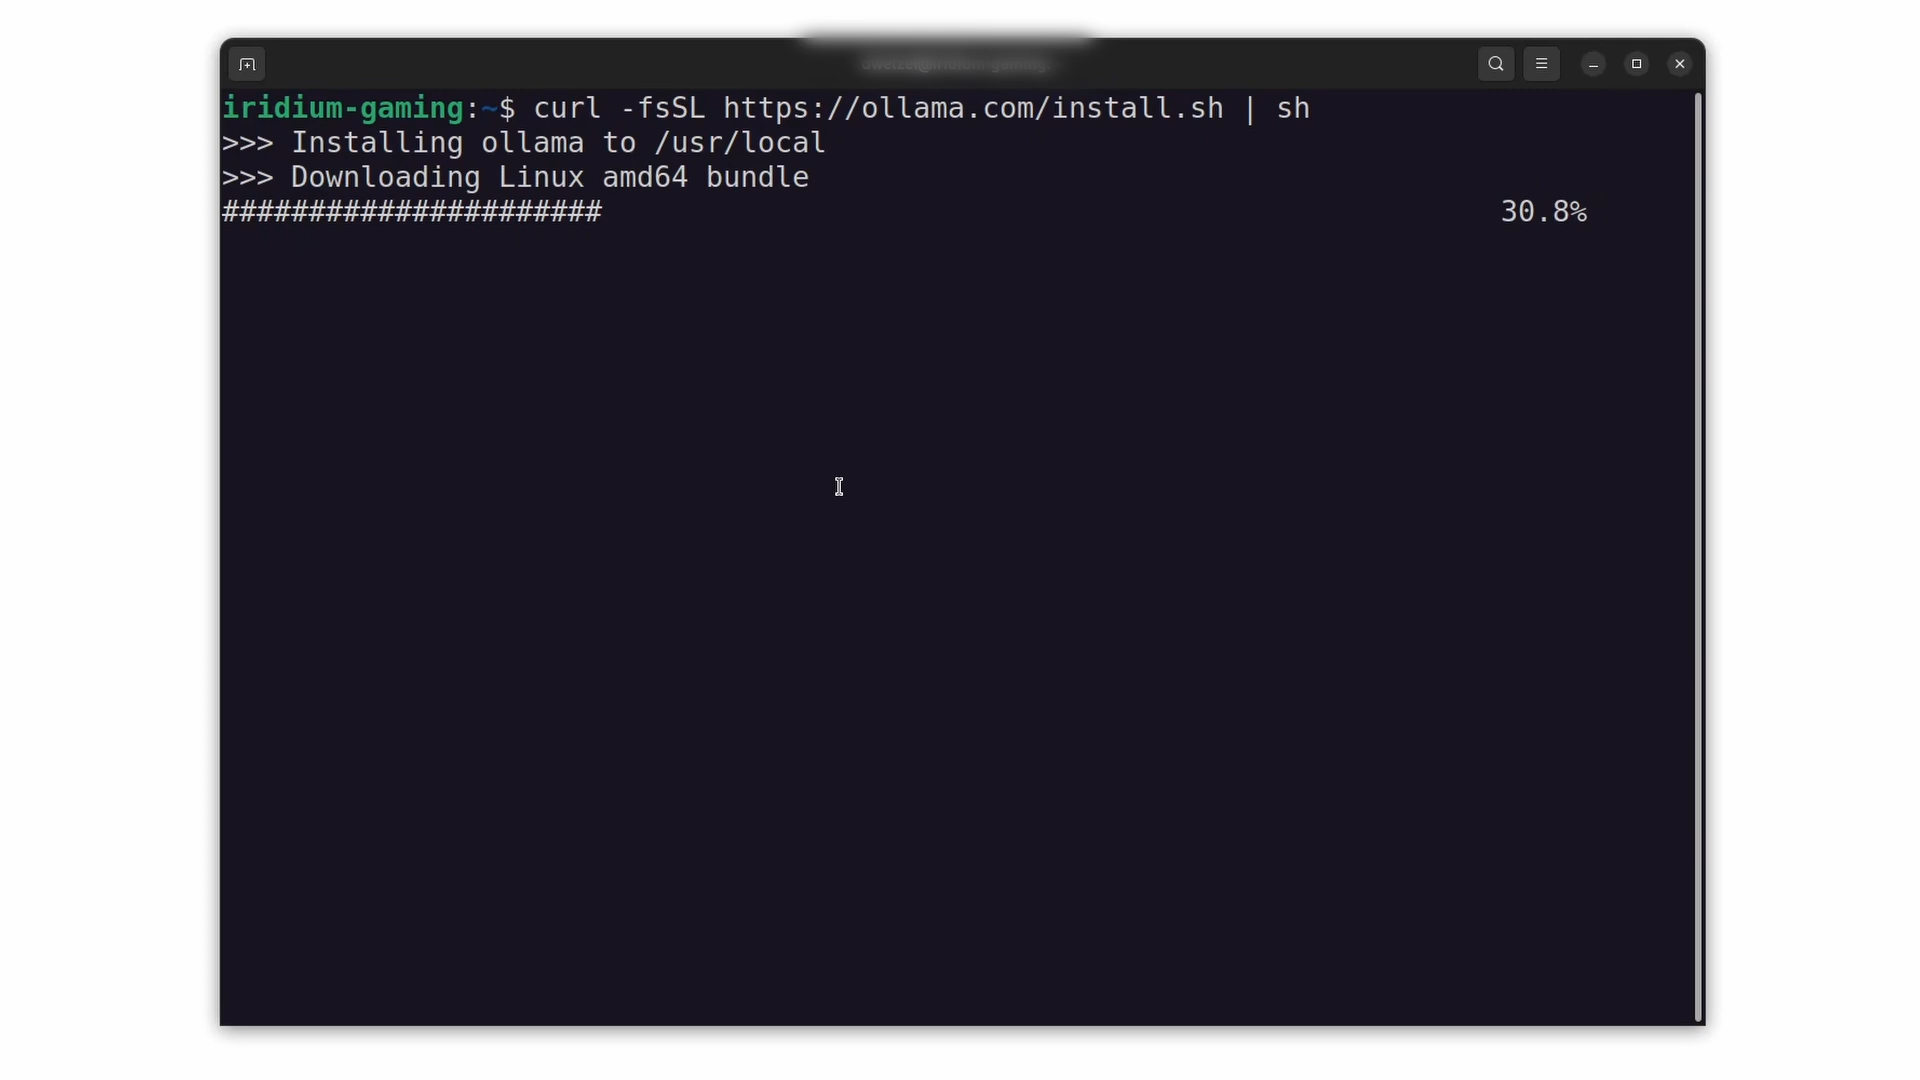 iridium-gaming:~$ curl -fsSL https://ollama.com/install.sh | sh
>>> Installing ollama to /usr/local
>>> Downloading Linux amd64 bundle
###################### 30.8%